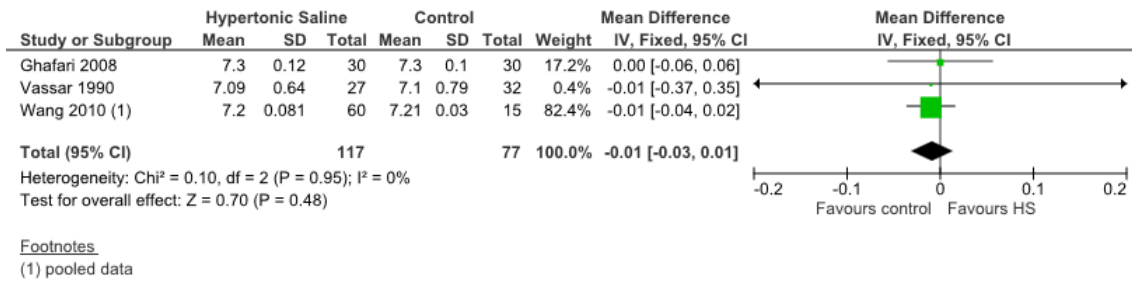 Hypertonic Saline Control Mean Difference Mean Difference
Study or Subgroup Mean SD Total Mean SD Total Weight IV, Fixed, 95% CI IV, Fixed, 95% CI
Ghafari 2008 7.3 0.12 30 7.3 0.1 30 17.2% 0.00 [-0.06, 0.06]
Vassar 1990 7.09 0.64 27 7.1 0.79 32 0.4% -0.01 [-0.37, 0.35]
Wang 2010 (1) 7.2 0.081 60 7.21 0.03 15 82.4% -0.01 [-0.04, 0.02]
Total (95% CI) 117 77 100.0% -0.01 [-0.03, 0.01]
Heterogeneity: Chi² = 0.10, df = 2 (P = 0.95); I² = 0%
Test for overall effect: Z = 0.70 (P = 0.48)
-0.2 -0.1 0 0.1 0.2
Favours control Favours HS
Footnotes
(1) pooled data